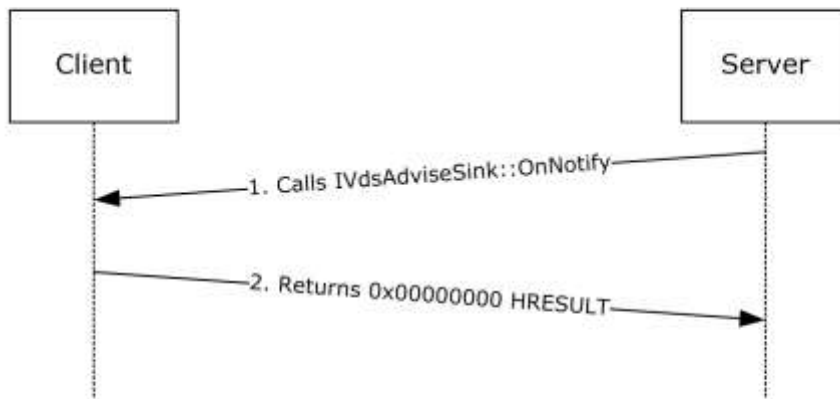 Client
Server
1. Calls IVdsAdviseSink::OnNotify
2. Returns 0x00000000 HRESULT